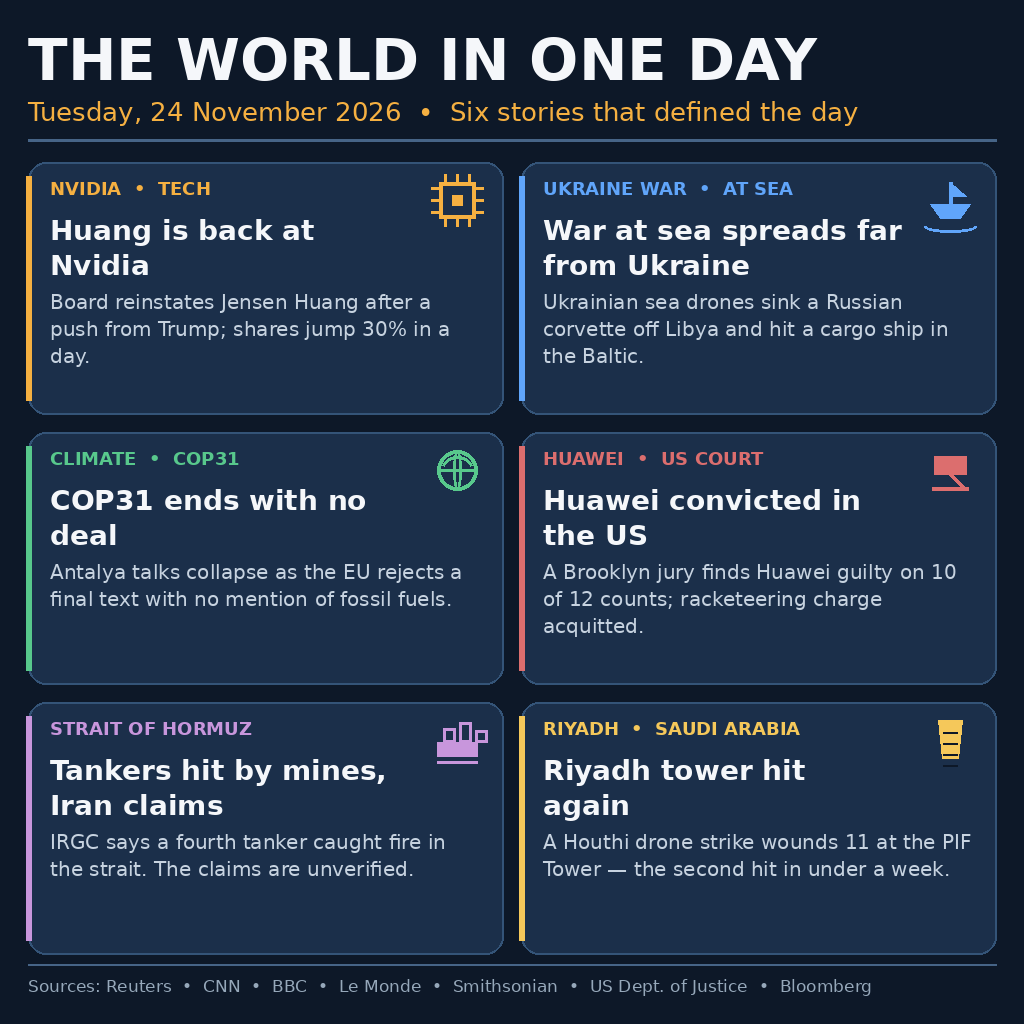 THE WORLD IN ONE DAY
Tuesday, 24 November 2026 • Six stories that defined the day
NVIDIA • TECH
Huang is back at
Nvidia
Board reinstates Jensen Huang after a
push from Trump; shares jump 30% in a
day.
UKRAINE WAR • AT SEA
War at sea spreads far
from Ukraine
Ukrainian sea drones sink a Russian
corvette off Libya and hit a cargo ship in
the Baltic.
CLIMATE • COP31
COP31 ends with no
deal
Antalya talks collapse as the EU rejects a
final text with no mention of fossil fuels.
HUAWEI • US COURT
Huawei convicted in
the US
A Brooklyn jury finds Huawei guilty on 10
of 12 counts; racketeering charge
acquitted.
STRAIT OF HORMUZ
Tankers hit by mines,
Iran claims
IRGC says a fourth tanker caught fire in
the strait. The claims are unverified.
RIYADH • SAUDI ARABIA
Riyadh tower hit
again
A Houthi drone strike wounds 11 at the PIF
Tower — the second hit in under a week.
Sources: Reuters • CNN • BBC • Le Monde • Smithsonian • US Dept. of Justice • Bloomberg